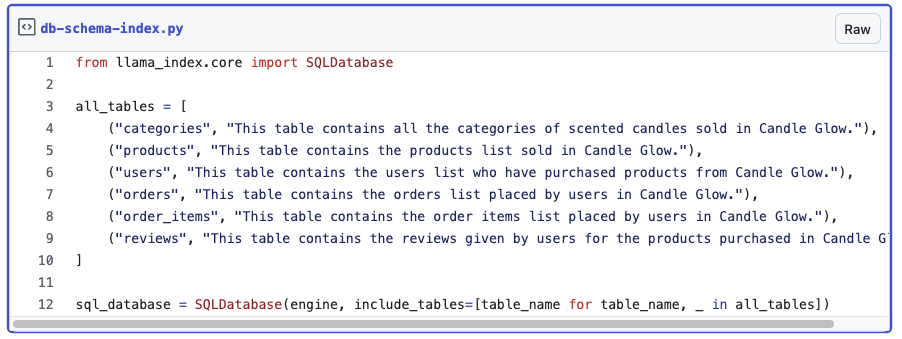 db-schema-index.py
Raw
1 from llama_index.core import SQLDatabase
2
3 all_tables = [
4     ("categories", "This table contains all the categories of scented candles sold in Candle Glow."),
5     ("products", "This table contains the products list sold in Candle Glow."),
6     ("users", "This table contains the users list who have purchased products from Candle Glow."),
7     ("orders", "This table contains the orders list placed by users in Candle Glow."),
8     ("order_items", "This table contains the order items list placed by users in Candle Glow."),
9     ("reviews", "This table contains the reviews given by users for the products purchased in Candle
10 ]
11
12 sql_database = SQLDatabase(engine, include_tables=[table_name for table_name, _ in all_tables])